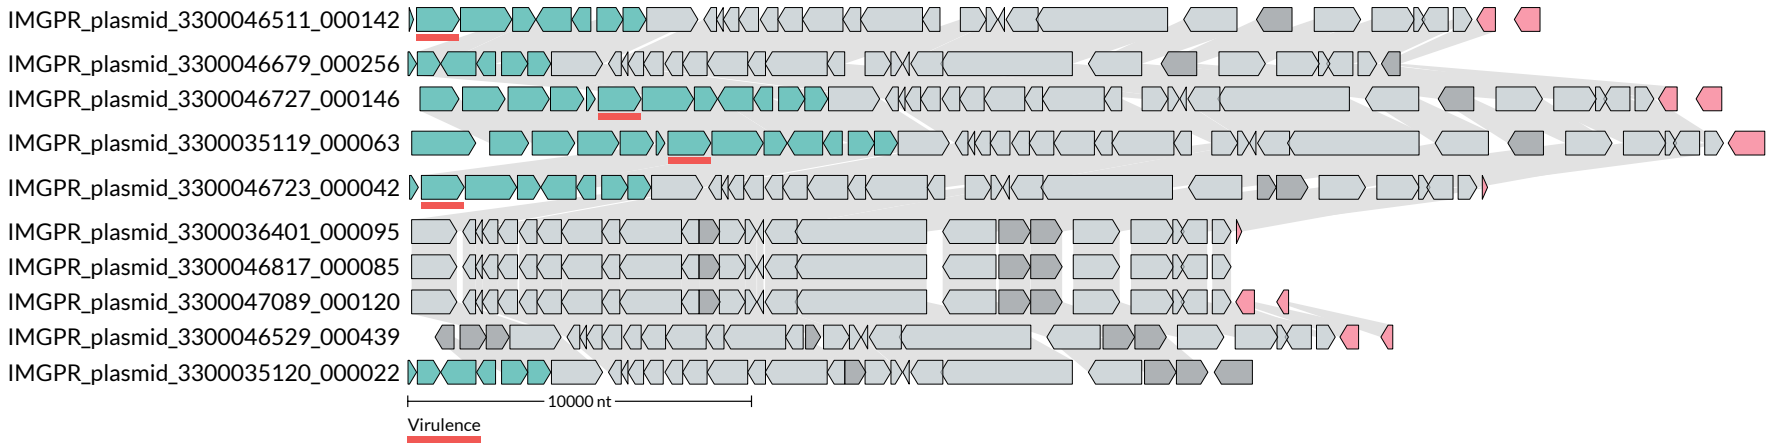 IMGPR_plasmid_3300046511_000142
IMGPR_plasmid_3300046679_000256
IMGPR_plasmid_3300046727_000146
IMGPR_plasmid_3300035119_000063
IMGPR_plasmid_3300046723_000042
IMGPR_plasmid_3300036401_000095
IMGPR_plasmid_3300046817_000085
IMGPR_plasmid_3300047089_000120
IMGPR_plasmid_3300046529_000439
IMGPR_plasmid_3300035120_000022
10000 nt
Virulence